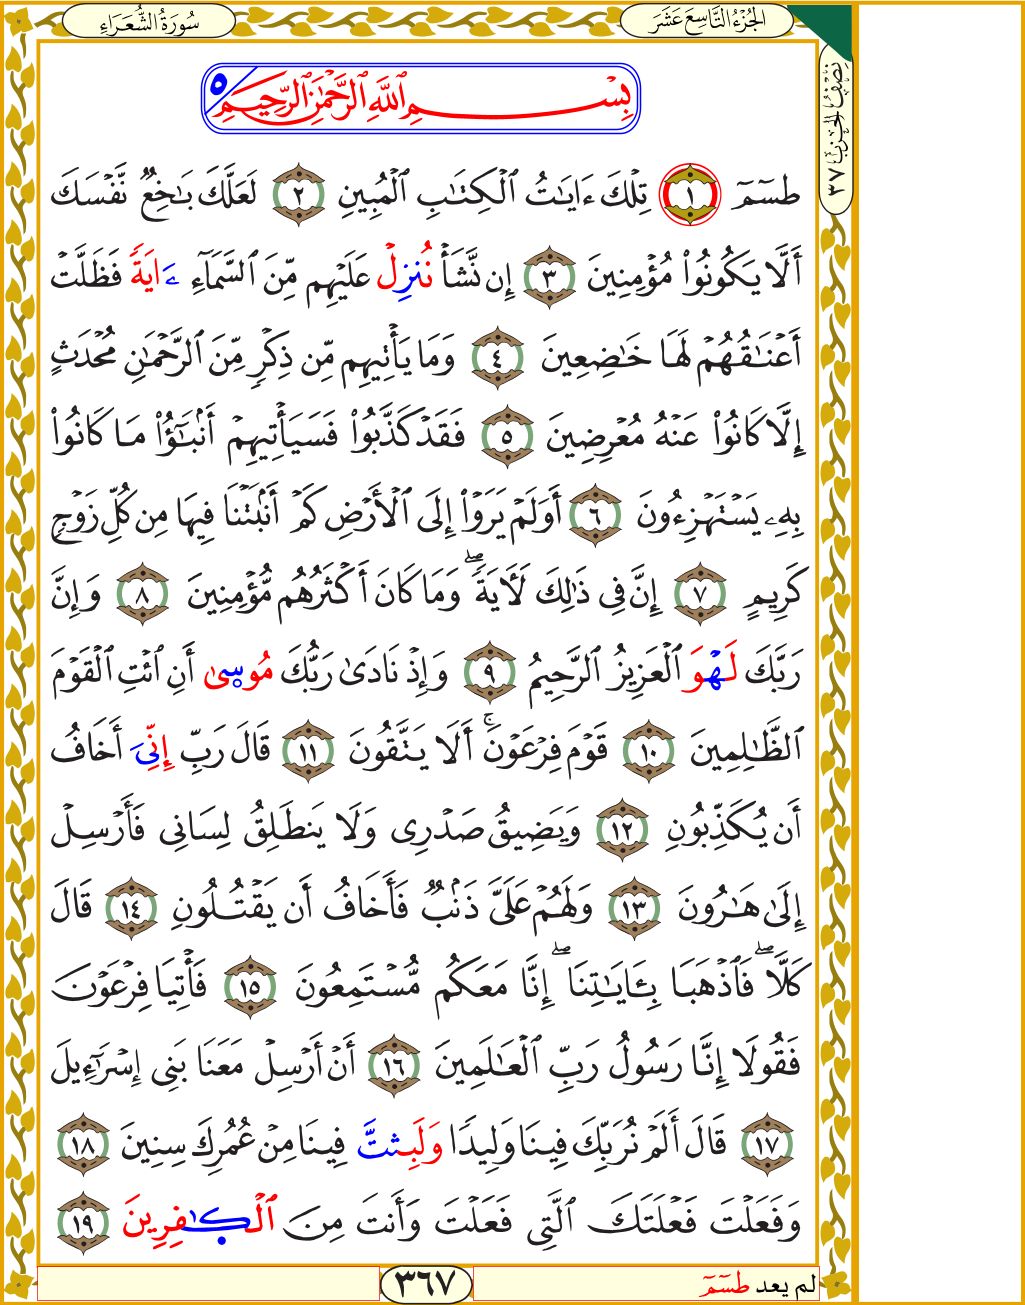 سُورَةُ الشُّعَرَاءِ
الجُزْءُ التَّاسِعَ عَشَرَ
نِصْفُ الحِزْبِ ٣٧
بِسْمِ ٱللَّهِ ٱلرَّحْمَٰنِ ٱلرَّحِيمِ ٥
طسٓمٓ ١ تِلْكَ ءَايَٰتُ ٱلْكِتَٰبِ ٱلْمُبِينِ ٢ لَعَلَّكَ بَٰخِعٌ نَّفْسَكَ
أَلَّا يَكُونُوا۟ مُؤْمِنِينَ ٣ إِن نَّشَأْ نُنزِلْ عَلَيْهِم مِّنَ ٱلسَّمَآءِ ءَايَةً فَظَلَّتْ
أَعْنَٰقُهُمْ لَهَا خَٰضِعِينَ ٤ وَمَا يَأْتِيهِم مِّن ذِكْرٍ مِّنَ ٱلرَّحْمَٰنِ مُحْدَثٍ
إِلَّا كَانُوا۟ عَنْهُ مُعْرِضِينَ ٥ فَقَدْ كَذَّبُوا۟ فَسَيَأْتِيهِمْ أَنۢبَٰٓؤُا۟ مَا كَانُوا۟
بِهِۦ يَسْتَهْزِءُونَ ٦ أَوَلَمْ يَرَوْا۟ إِلَى ٱلْأَرْضِ كَمْ أَنۢبَتْنَا فِيهَا مِن كُلِّ زَوْجٍ
كَرِيمٍ ٧ إِنَّ فِى ذَٰلِكَ لَءَايَةً ۖ وَمَا كَانَ أَكْثَرُهُم مُّؤْمِنِينَ ٨ وَإِنَّ
رَبَّكَ لَهْوَ ٱلْعَزِيزُ ٱلرَّحِيمُ ٩ وَإِذْ نَادَىٰ رَبُّكَ مُوسٜىٰ أَنِ ٱئْتِ ٱلْقَوْمَ
ٱلظَّٰلِمِينَ ١٠ قَوْمَ فِرْعَوْنَ ۚ أَلَا يَتَّقُونَ ١١ قَالَ رَبِّ إِنِّىَ أَخَافُ
أَن يُكَذِّبُونِ ١٢ وَيَضِيقُ صَدْرِى وَلَا يَنطَلِقُ لِسَانِى فَأَرْسِلْ
إِلَىٰ هَٰرُونَ ١٣ وَلَهُمْ عَلَىَّ ذَنۢبٌ فَأَخَافُ أَن يَقْتُلُونِ ١٤ قَالَ
كَلَّا ۖ فَٱذْهَبَا بِـَٔايَٰتِنَآ ۖ إِنَّا مَعَكُم مُّسْتَمِعُونَ ١٥ فَأْتِيَا فِرْعَوْنَ
فَقُولَا إِنَّا رَسُولُ رَبِّ ٱلْعَٰلَمِينَ ١٦ أَنْ أَرْسِلْ مَعَنَا بَنِى إِسْرَٰٓءِيلَ
١٧ قَالَ أَلَمْ نُرَبِّكَ فِينَا وَلِيدًا وَلَبِثتَّ فِينَا مِنْ عُمْرِكَ سِنِينَ ١٨
وَفَعَلْتَ فَعْلَتَكَ ٱلَّتِى فَعَلْتَ وَأَنتَ مِنَ ٱلْكَٰفِرِينَ ١٩
٣٦٧
لم يعد طسٓمٓ